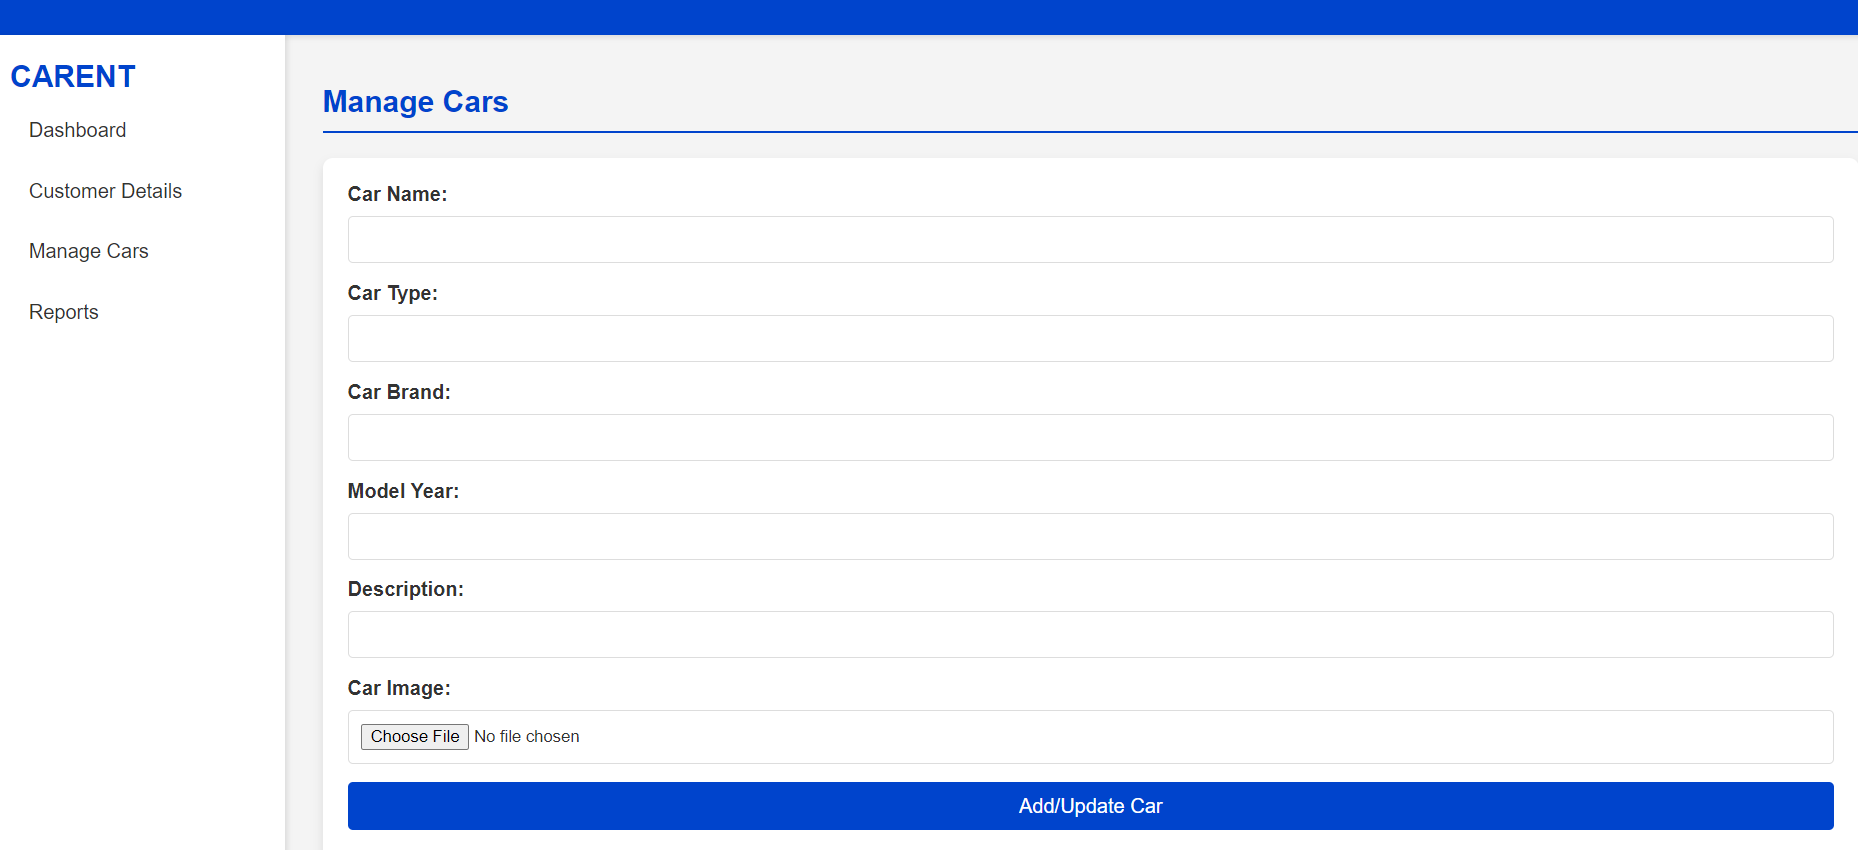 CARENT
Dashboard
Customer Details
Manage Cars
Reports
Manage Cars
Car Name:
Car Type:
Car Brand:
Model Year:
Description:
Car Image:
Choose File No file chosen
Add/Update Car